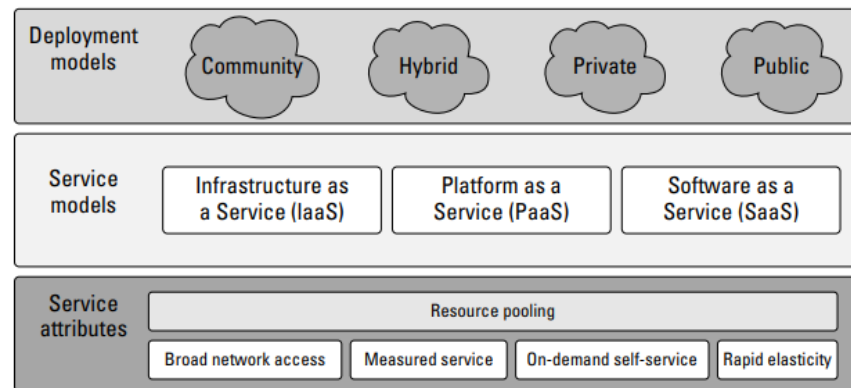 Deployment
models
Community
Hybrid
Private
Public
Service
models
Infrastructure as
a Service (IaaS)
Platform as a
Service (PaaS)
Software as a
Service (SaaS)
Service
attributes
Resource pooling
Broad network access
Measured service
On-demand self-service
Rapid elasticity